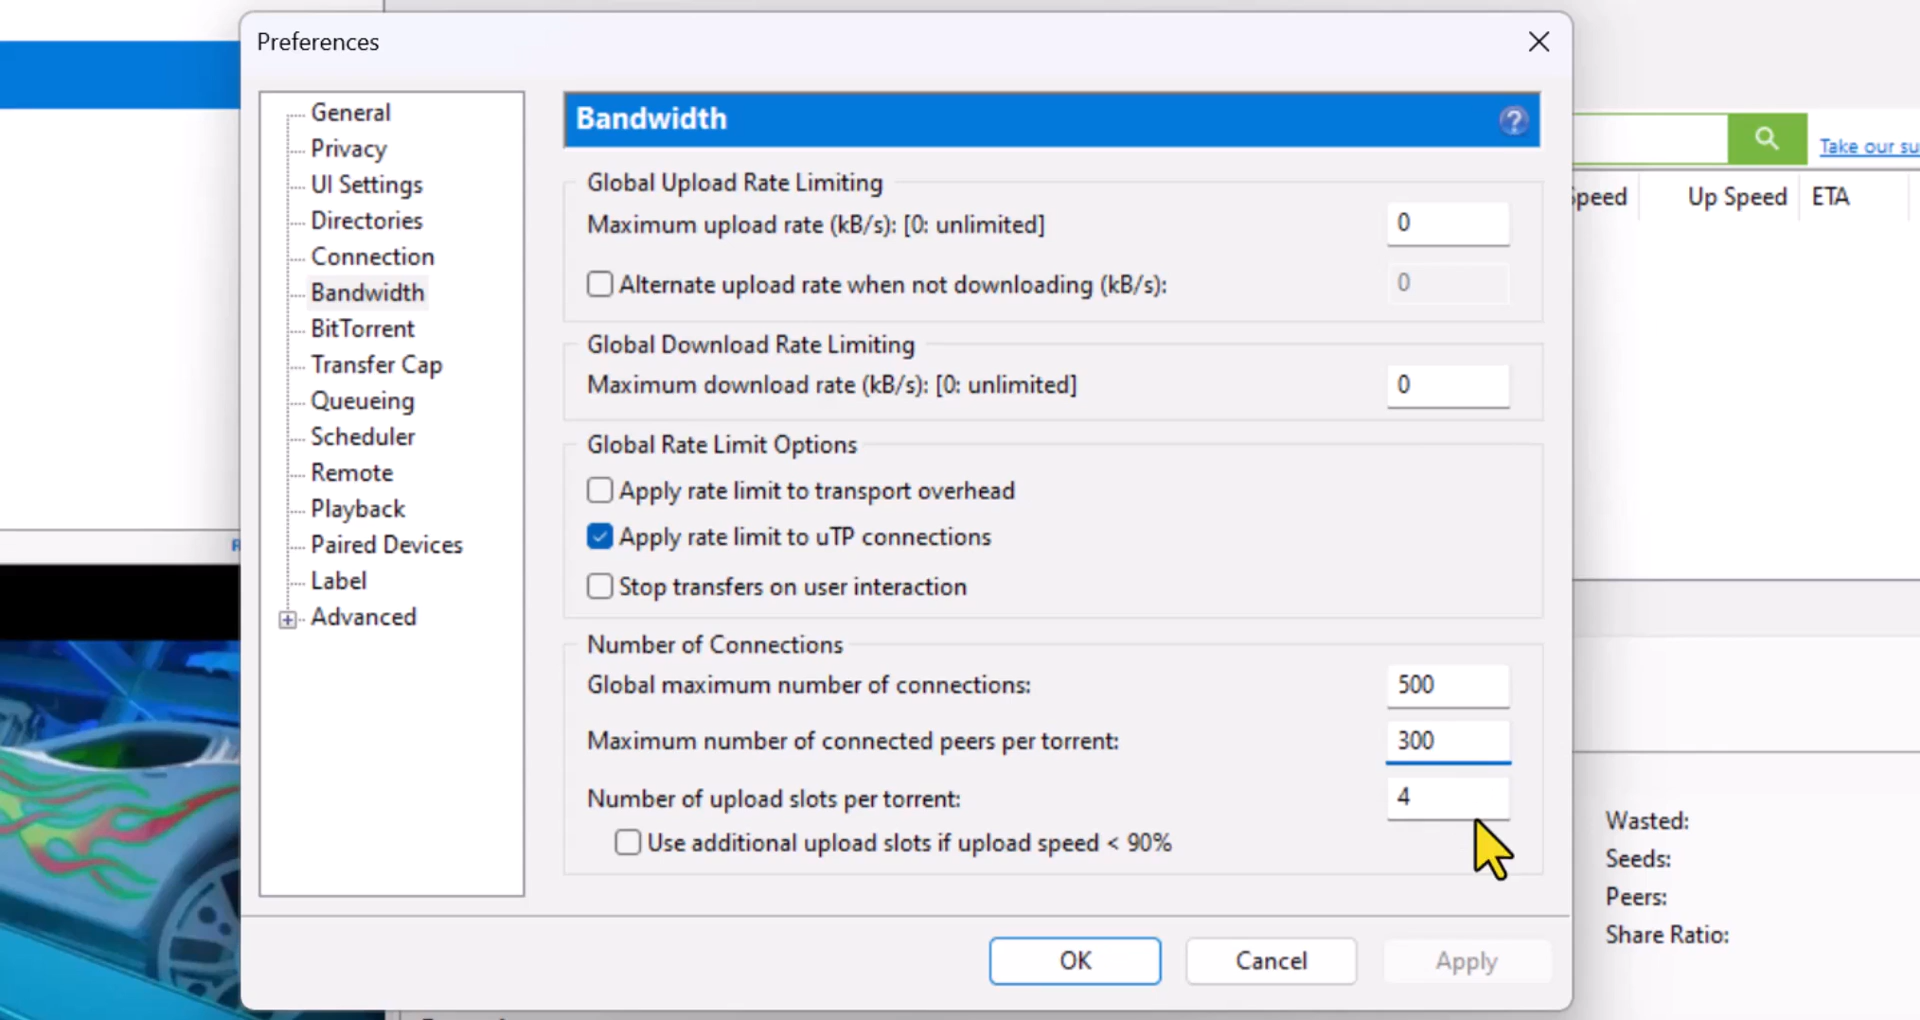 Preferences
General
Privacy
UI Settings
Directories
Connection
Bandwidth
BitTorrent
Transfer Cap
Queueing
Scheduler
Remote
Playback
Paired Devices
Label
Advanced
Bandwidth
?
Global Upload Rate Limiting
Maximum upload rate (kB/s): [0: unlimited] 0
Alternate upload rate when not downloading (kB/s): 0
Global Download Rate Limiting
Maximum download rate (kB/s): [0: unlimited] 0
Global Rate Limit Options
Apply rate limit to transport overhead
Apply rate limit to uTP connections
Stop transfers on user interaction
Number of Connections
Global maximum number of connections: 500
Maximum number of connected peers per torrent: 300
Number of upload slots per torrent: 4
Use additional upload slots if upload speed < 90%
OK Cancel Apply
Take our su
Speed Up Speed ETA
Wasted:
Seeds:
Peers:
Share Ratio: